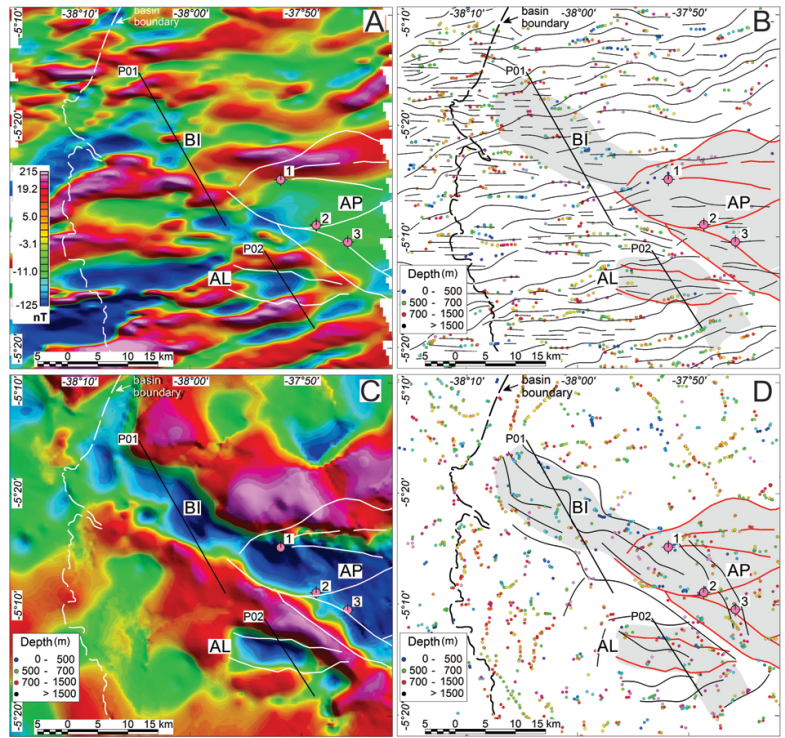 -38°10' -38°00' -37°50'
A
basin
boundary
-5°10'
P01
-5°20'
BI
1
215
19.2
5.0
-3.1
-11.0
-125
nT
AP
2
3
-5°10'
P02
AL
-5°20'
5 0 5 10 15 km
-38°10' -38°00' -37°50'
B
basin
boundary
-5°10'
P01
-5°20'
BI
1
AP
2
3
-5°10'
P02
AL
Depth (m)
0 - 500
500 - 700
700 - 1500
> 1500
-5°20'
5 0 5 10 15 km
-38°10' -38°00' -37°50'
C
basin
boundary
-5°10'
P01
-5°20'
BI
1
AP
2
3
-5°10'
P02
AL
Depth (m)
0 - 500
500 - 700
700 - 1500
> 1500
-5°20'
5 0 5 10 15 km
-38°10' -38°00' -37°50'
D
basin
boundary
-5°10'
P01
-5°20'
BI
1
AP
2
3
-5°10'
P02
AL
Depth (m)
0 - 500
500 - 700
700 - 1500
> 1500
-5°20'
5 0 5 10 15 km